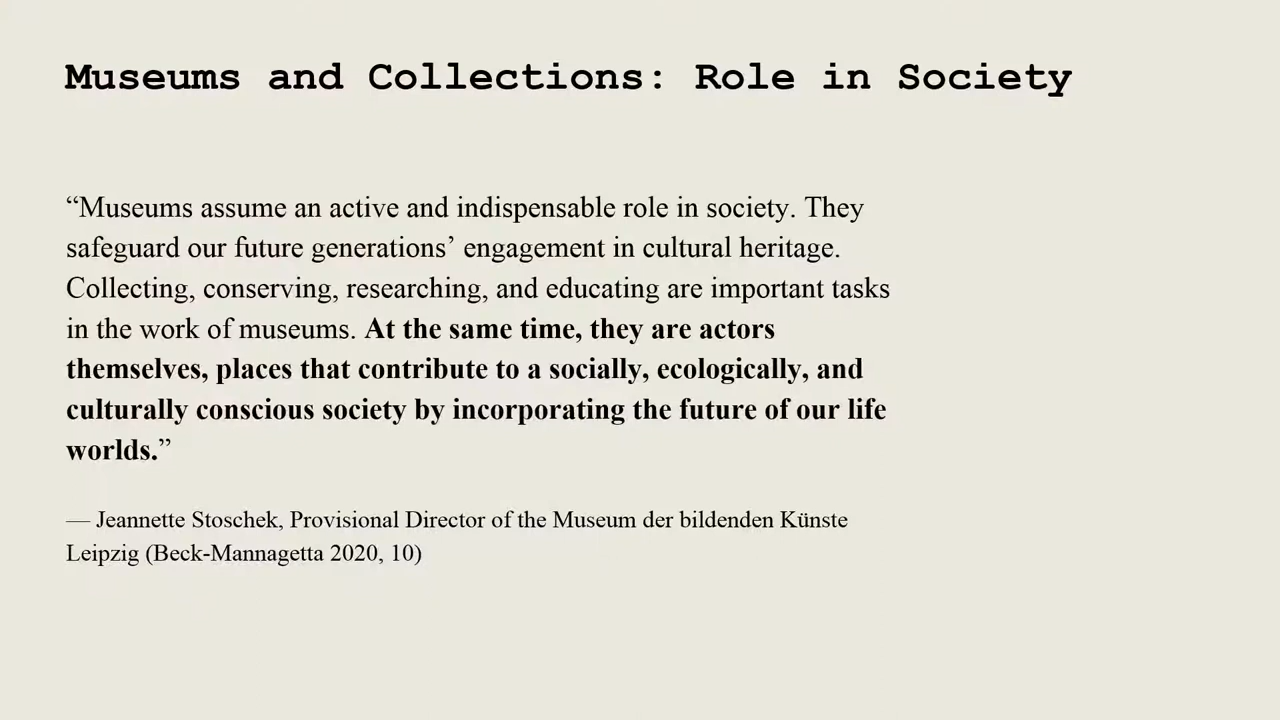 Museums and Collections: Role in Society
“Museums assume an active and indispensable role in society. They
safeguard our future generations’ engagement in cultural heritage.
Collecting, conserving, researching, and educating are important tasks
in the work of museums. At the same time, they are actors
themselves, places that contribute to a socially, ecologically, and
culturally conscious society by incorporating the future of our life
worlds.”
— Jeannette Stoschek, Provisional Director of the Museum der bildenden Künste
Leipzig (Beck-Mannagetta 2020, 10)